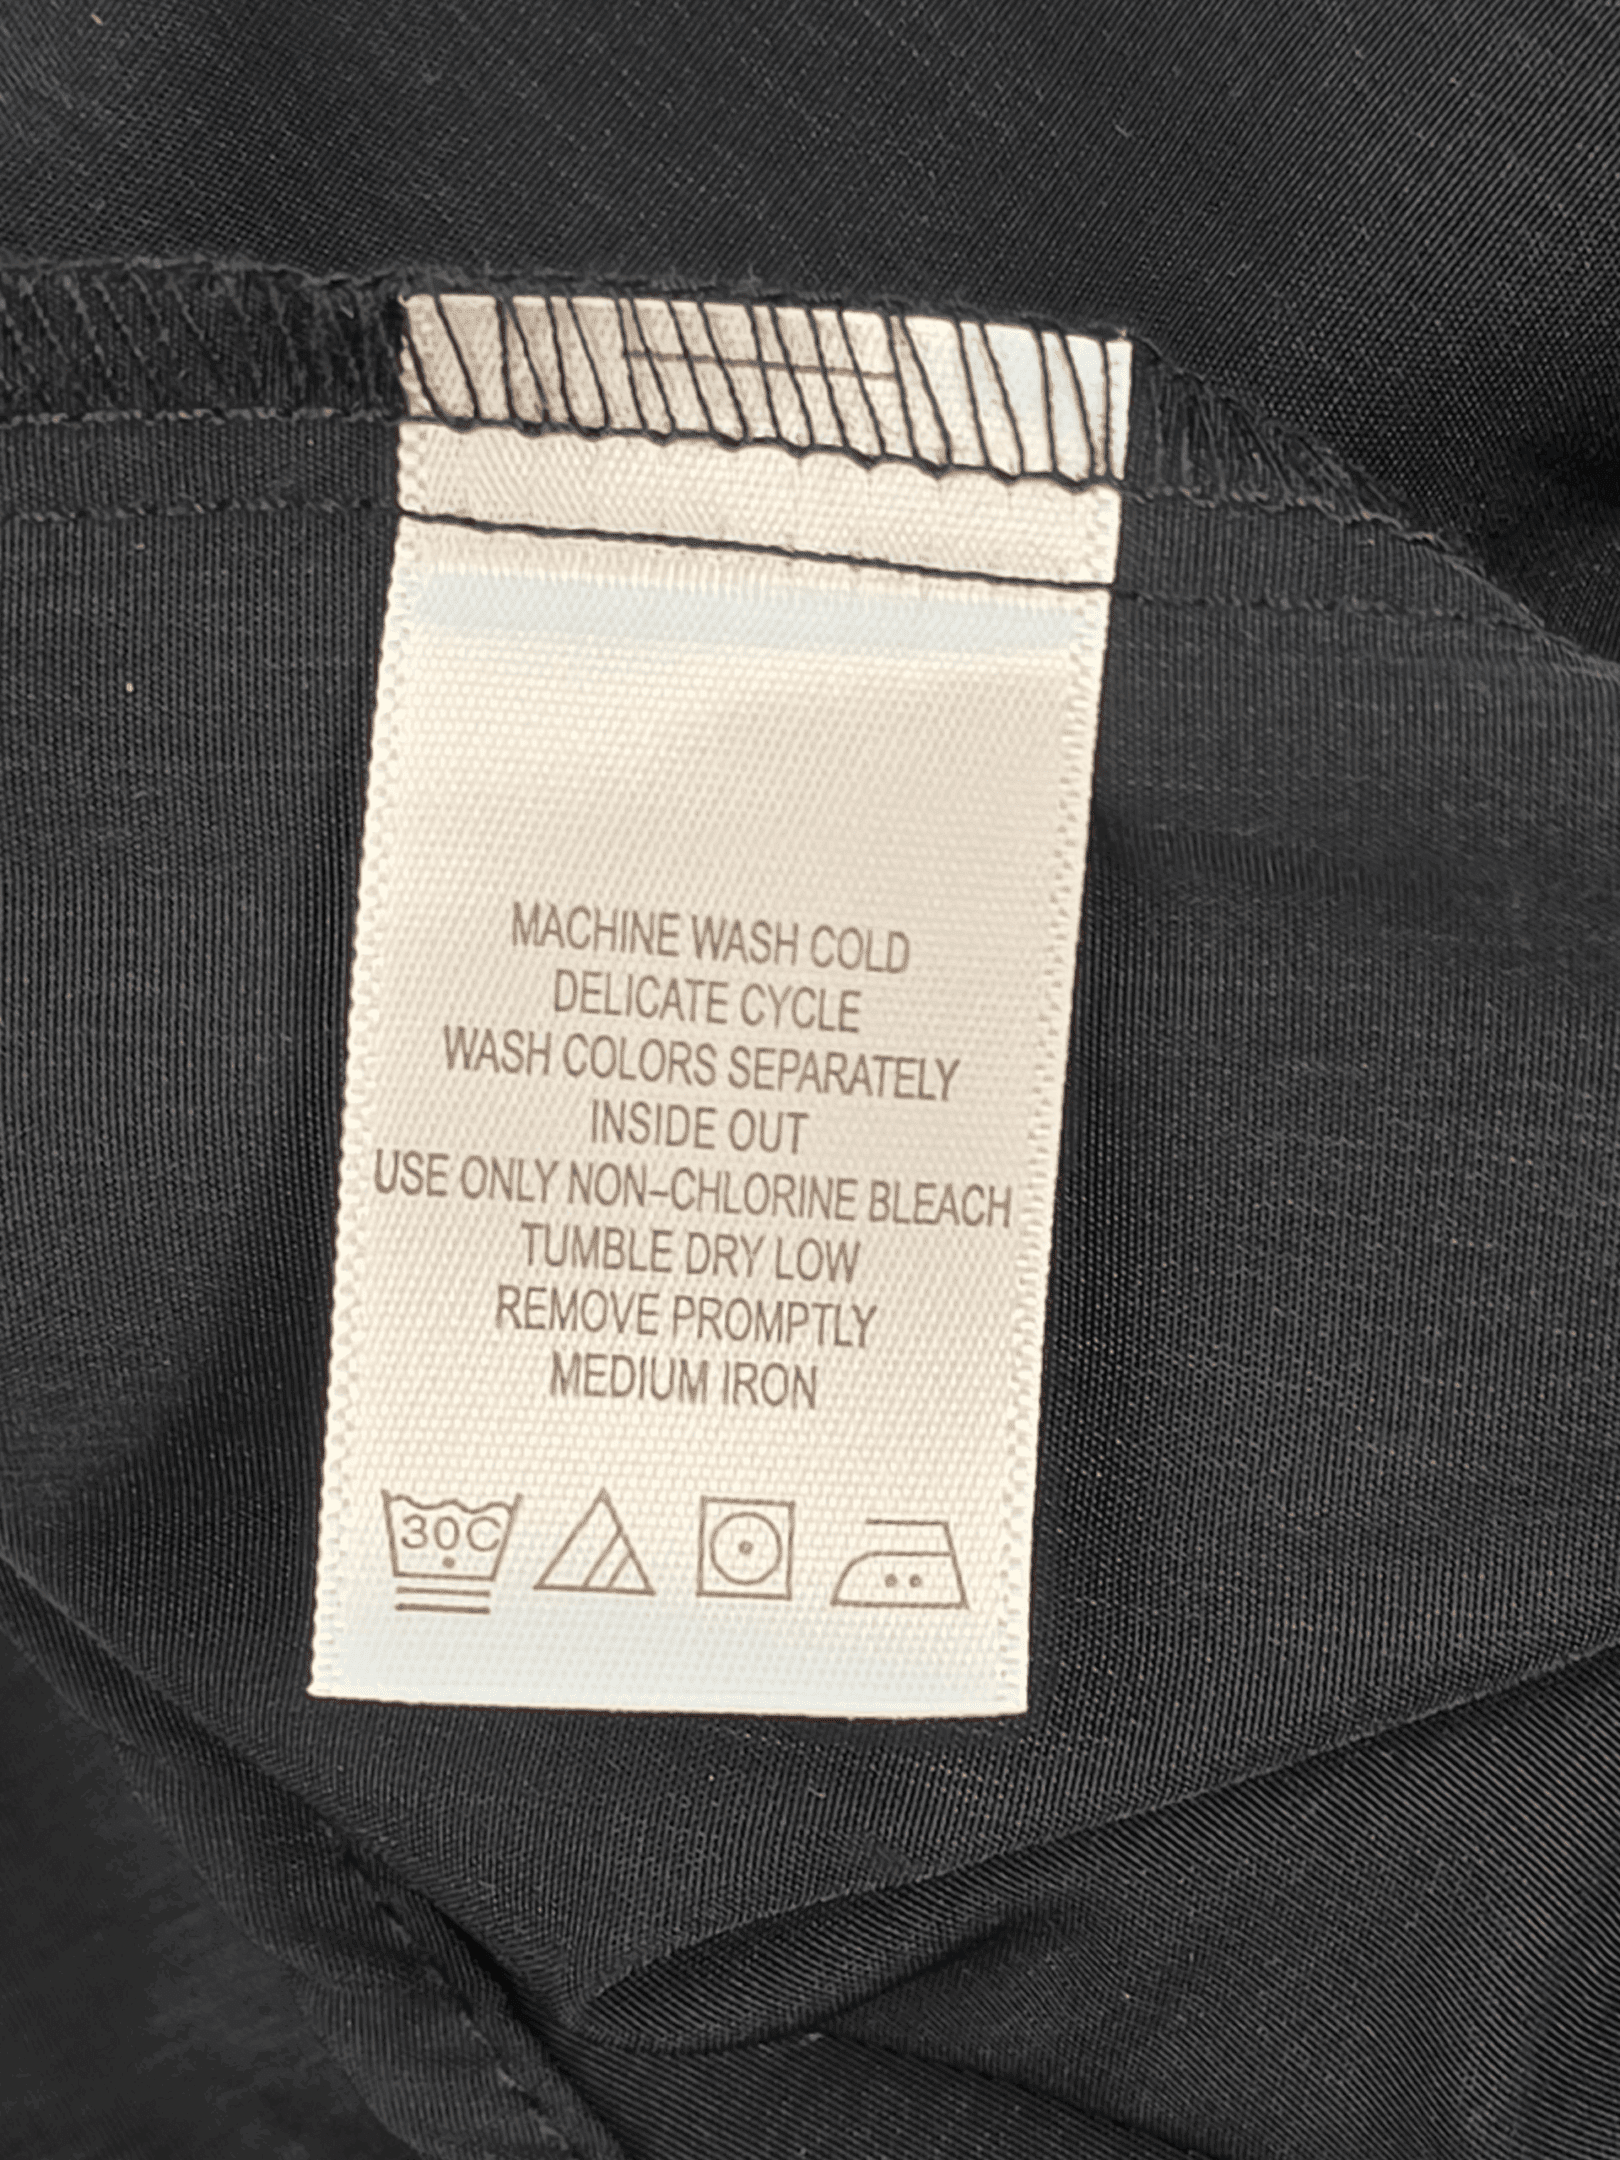 MACHINE WASH COLD
DELICATE CYCLE
WASH COLORS SEPARATELY
INSIDE OUT
USE ONLY NON-CHLORINE BLEACH
TUMBLE DRY LOW
REMOVE PROMPTLY
MEDIUM IRON
30C